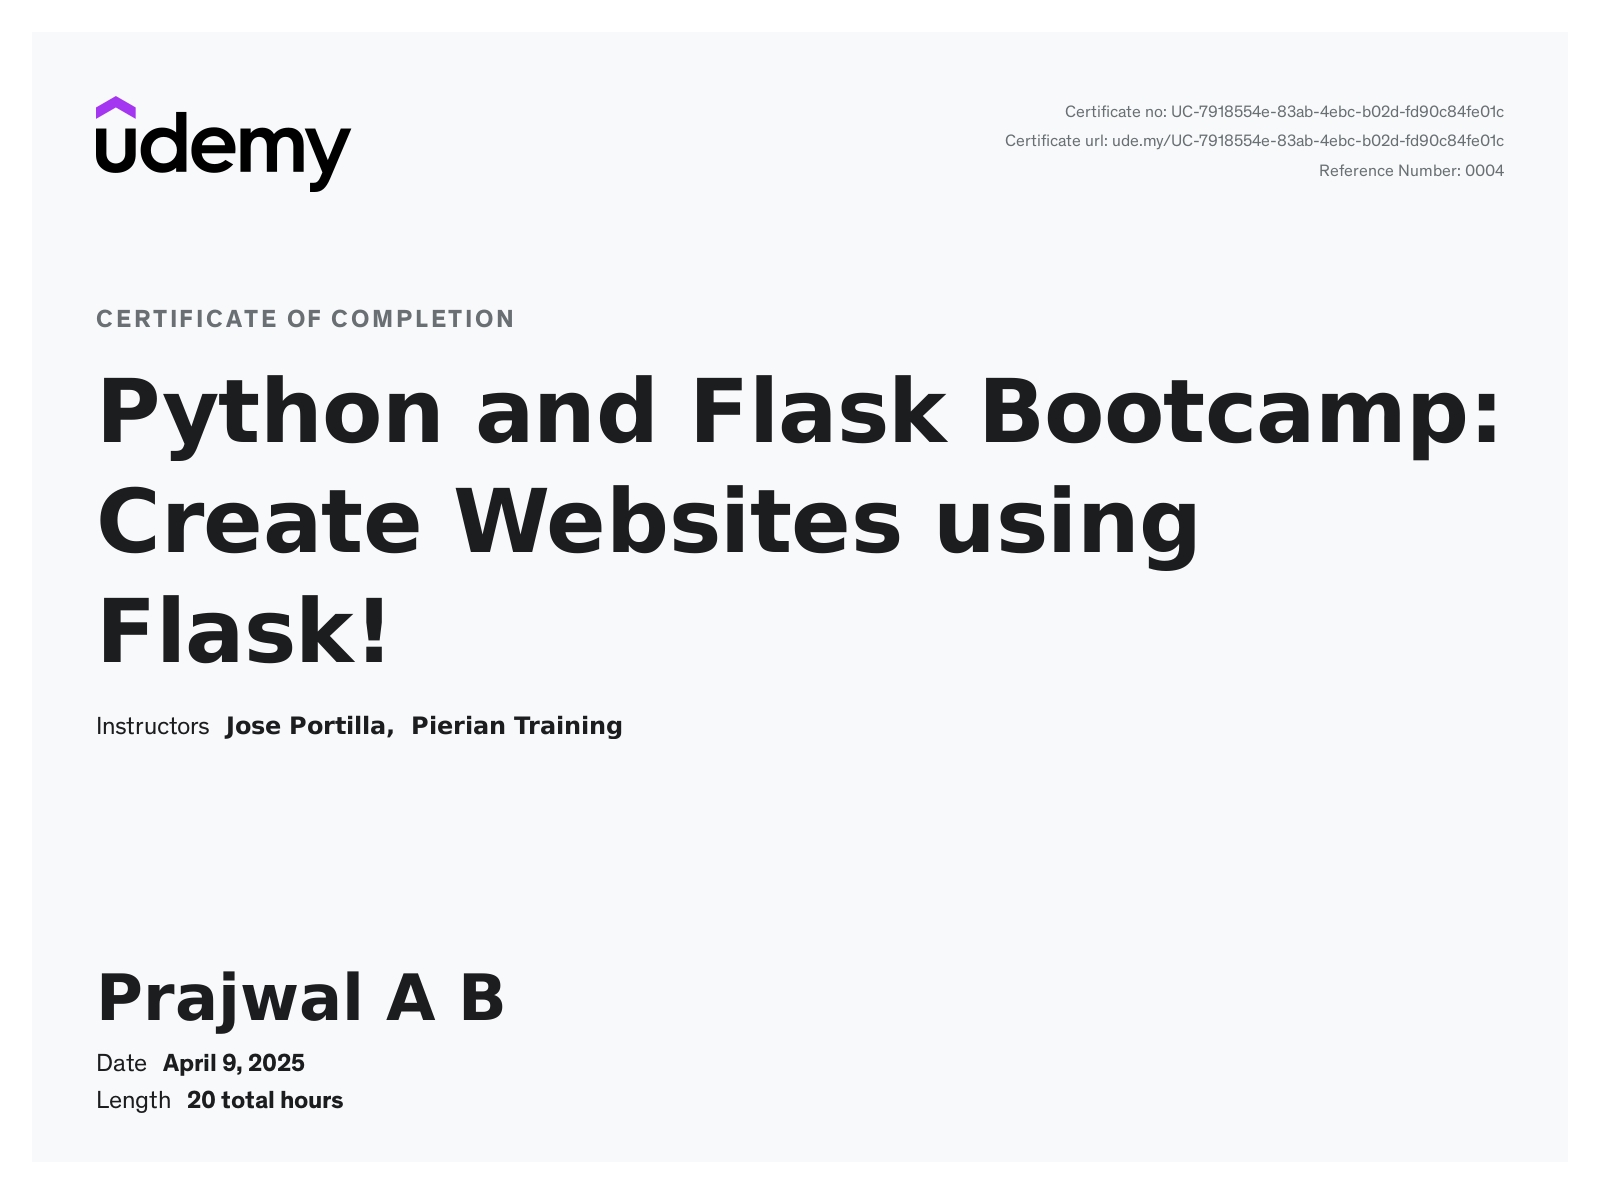 udemy
Certificate no: UC-7918554e-83ab-4ebc-b02d-fd90c84fe01c
Certificate url: ude.my/UC-7918554e-83ab-4ebc-b02d-fd90c84fe01c
Reference Number: 0004
CERTIFICATE OF COMPLETION
Python and Flask Bootcamp:
Create Websites using
Flask!
Instructors Jose Portilla, Pierian Training
Prajwal A B
Date April 9, 2025
Length 20 total hours